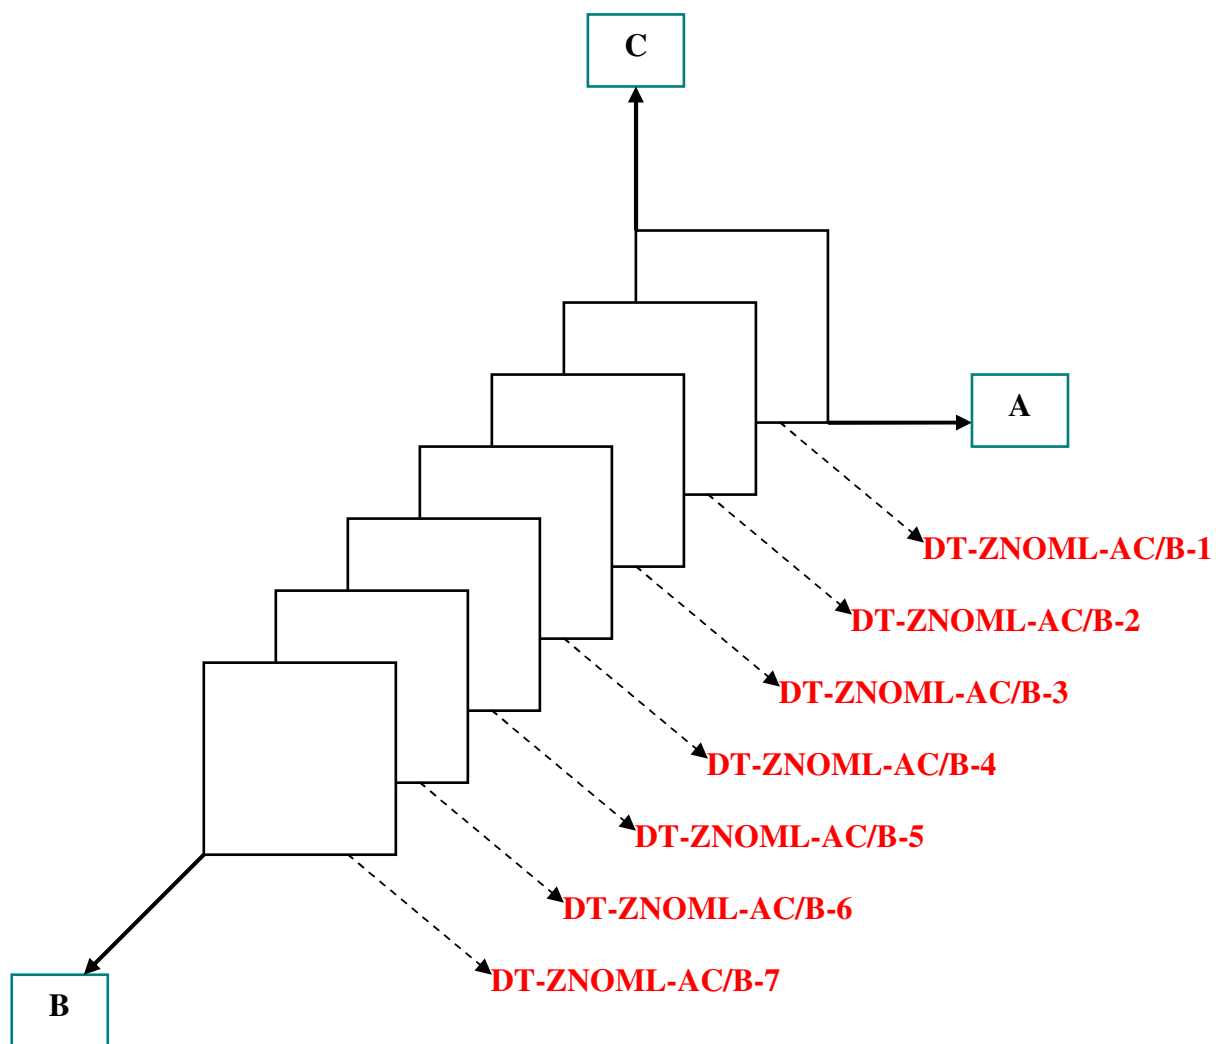 C
A
DT-ZNOML-AC/B-1
DT-ZNOML-AC/B-2
DT-ZNOML-AC/B-3
DT-ZNOML-AC/B-4
DT-ZNOML-AC/B-5
DT-ZNOML-AC/B-6
DT-ZNOML-AC/B-7
B